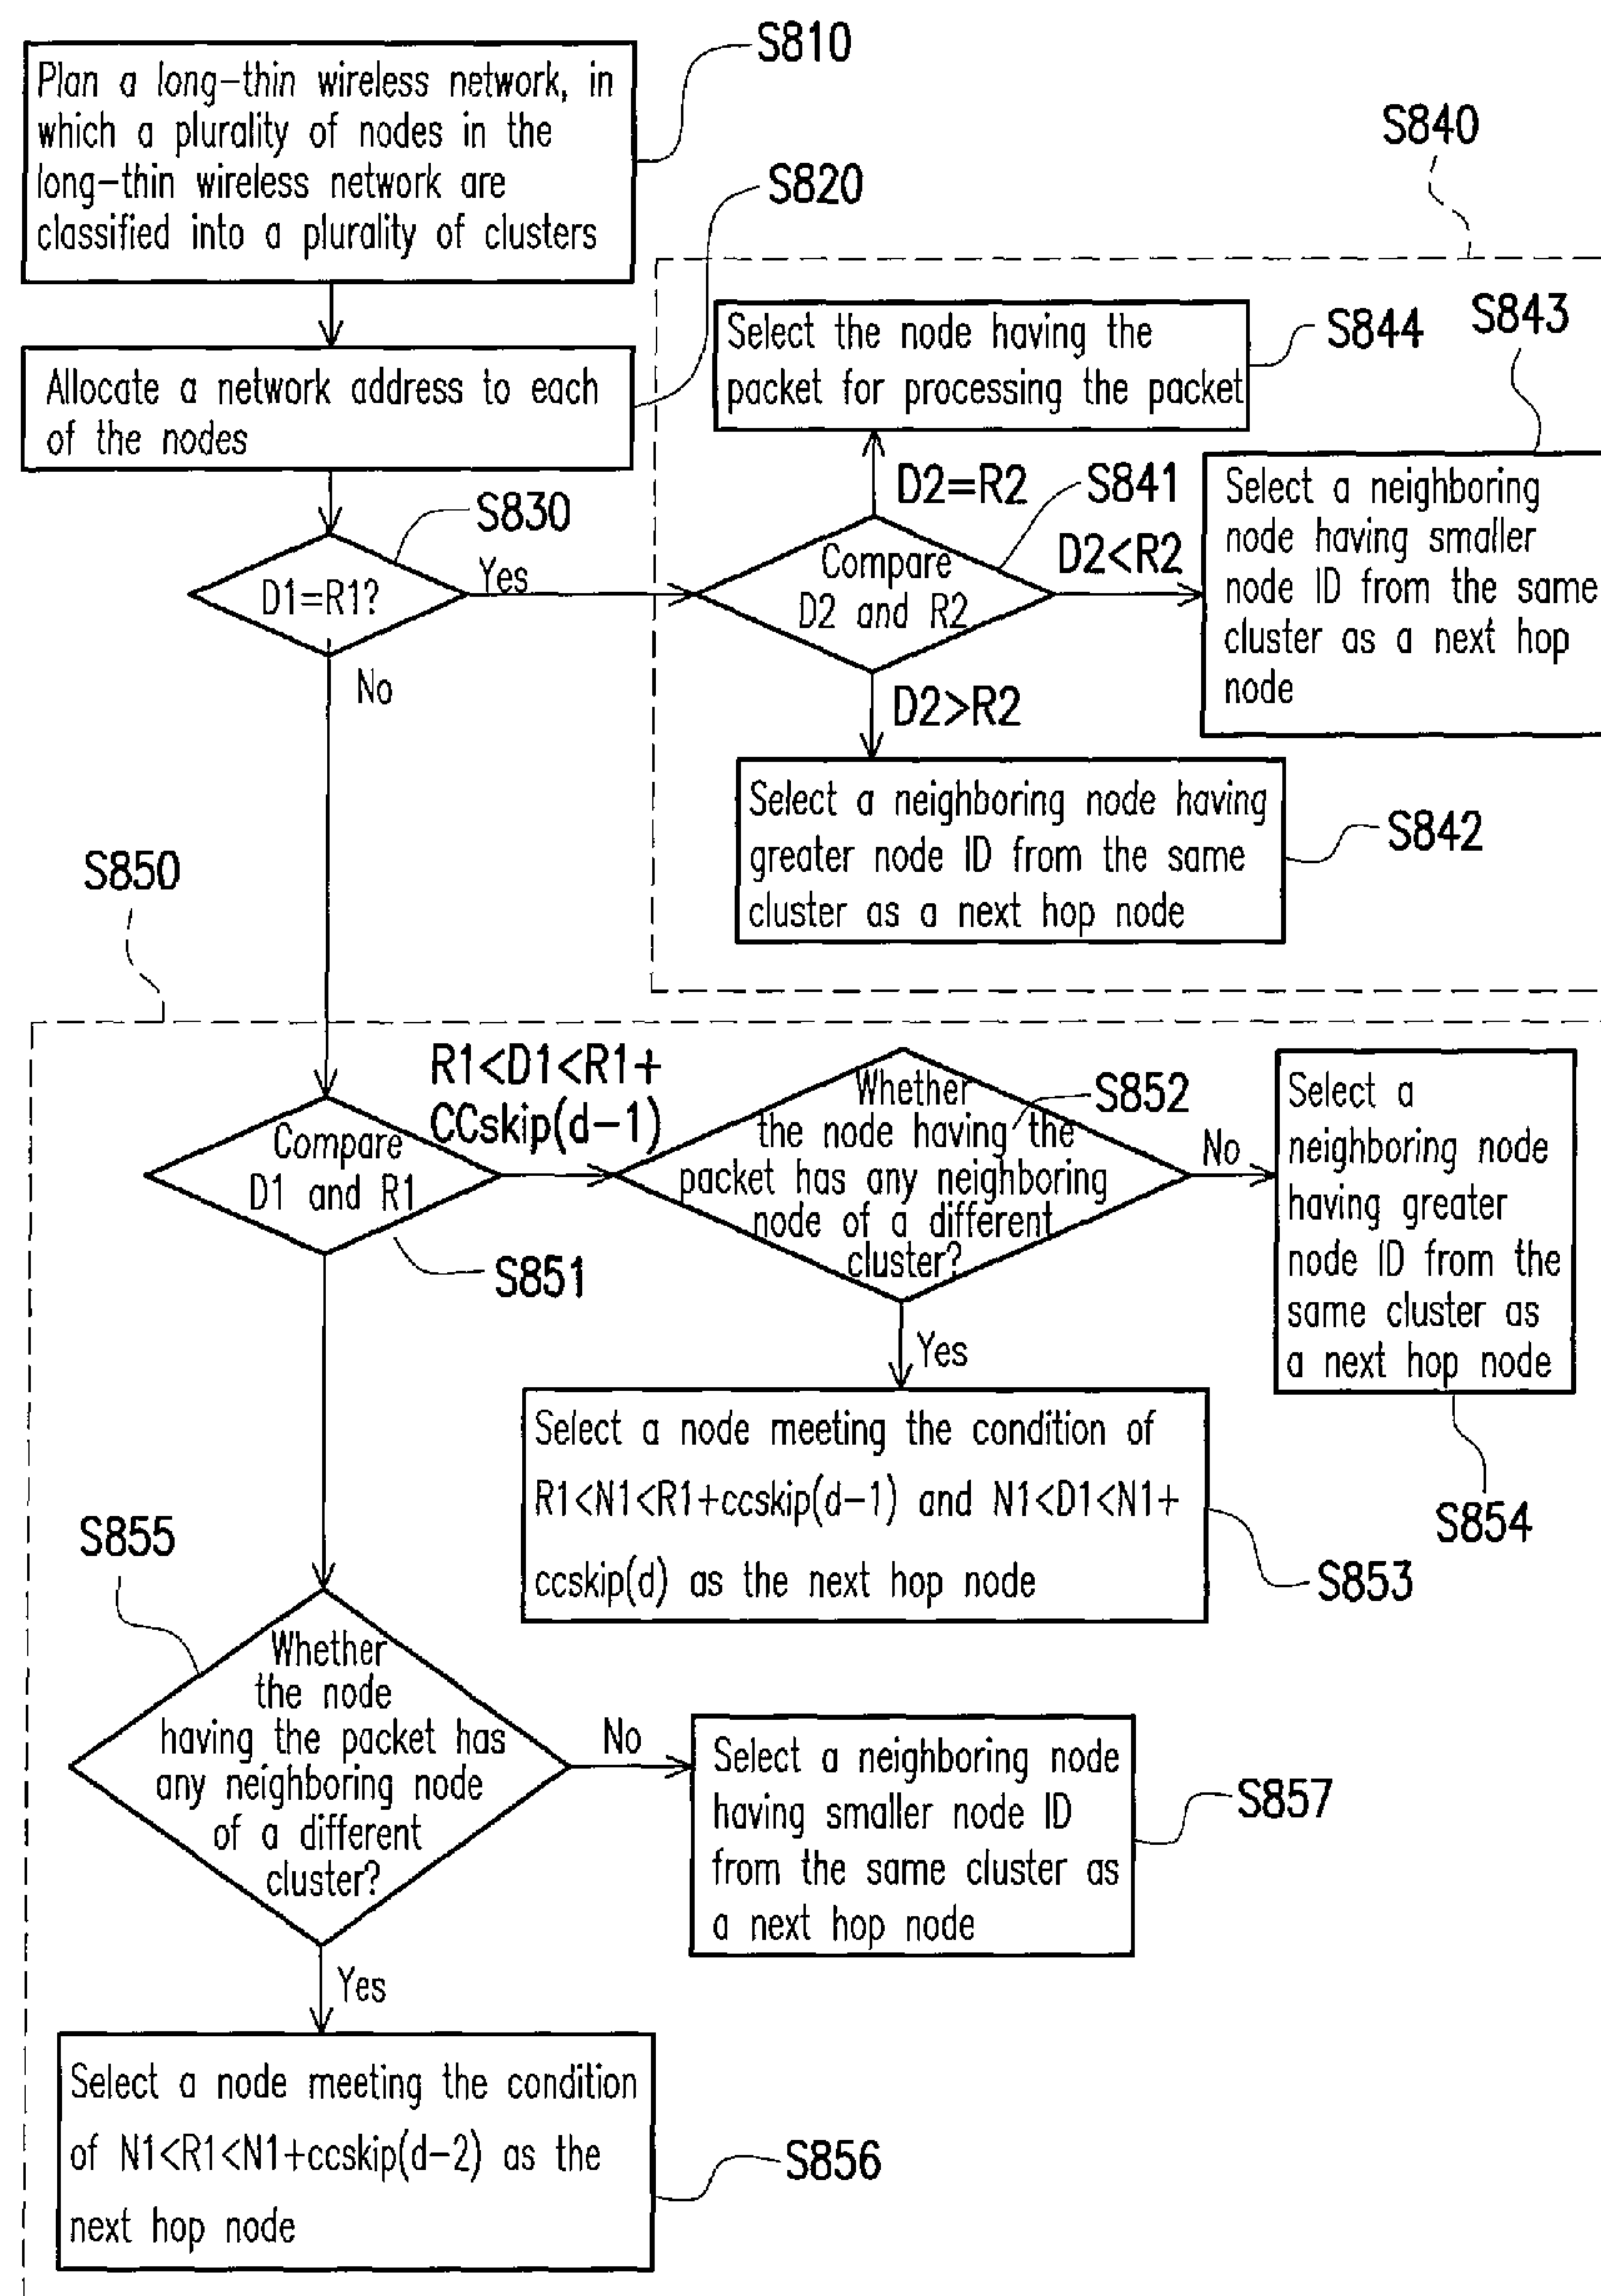 S810
Plan a long-thin wireless network, in
which a plurality of nodes in the
long-thin wireless network are
classified into a plurality of clusters
S820
Allocate a network address to each
of the nodes
S830
D1=R1?
Yes
No
S840
S844
Select the node having the
packet for processing the packet
S843
D2=R2
S841
Compare
D2 and R2
D2<R2
Select a neighboring
node having smaller
node ID from the same
cluster as a next hop
node
D2>R2
Select a neighboring node having
greater node ID from the same
cluster as a next hop node
S842
S850
Compare
D1 and R1
S851
R1<D1<R1+
CCskip(d-1)
Whether
the node having the
packet has any neighboring
node of a different
cluster?
S852
No
Select a
neighboring node
having greater
node ID from the
same cluster as
a next hop node
S854
Yes
Select a node meeting the condition of
R1<N1<R1+ccskip(d-1) and N1<D1<N1+
ccskip(d) as the next hop node
S853
S855
Whether
the node
having the packet has
any neighboring node
of a different
cluster?
No
Select a neighboring node
having smaller node ID
from the same cluster as
a next hop node
S857
Yes
Select a node meeting the condition
of N1<R1<N1+ccskip(d-2) as the
next hop node
S856